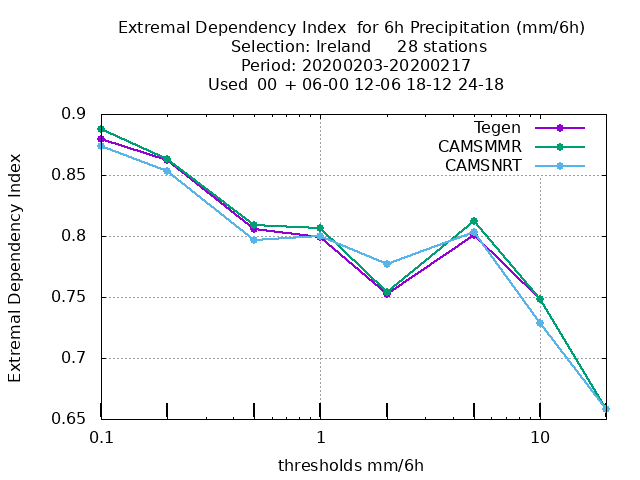 Extremal Dependency Index  for 6h Precipitation (mm/6h)
Selection: Ireland     28 stations
Period: 20200203-20200217
Used  00 + 06-00 12-06 18-12 24-18
Tegen
CAMSMMR
CAMSNRT
0.9
0.85
0.8
0.75
0.7
0.65
Extremal Dependency Index
0.1
1
10
thresholds mm/6h